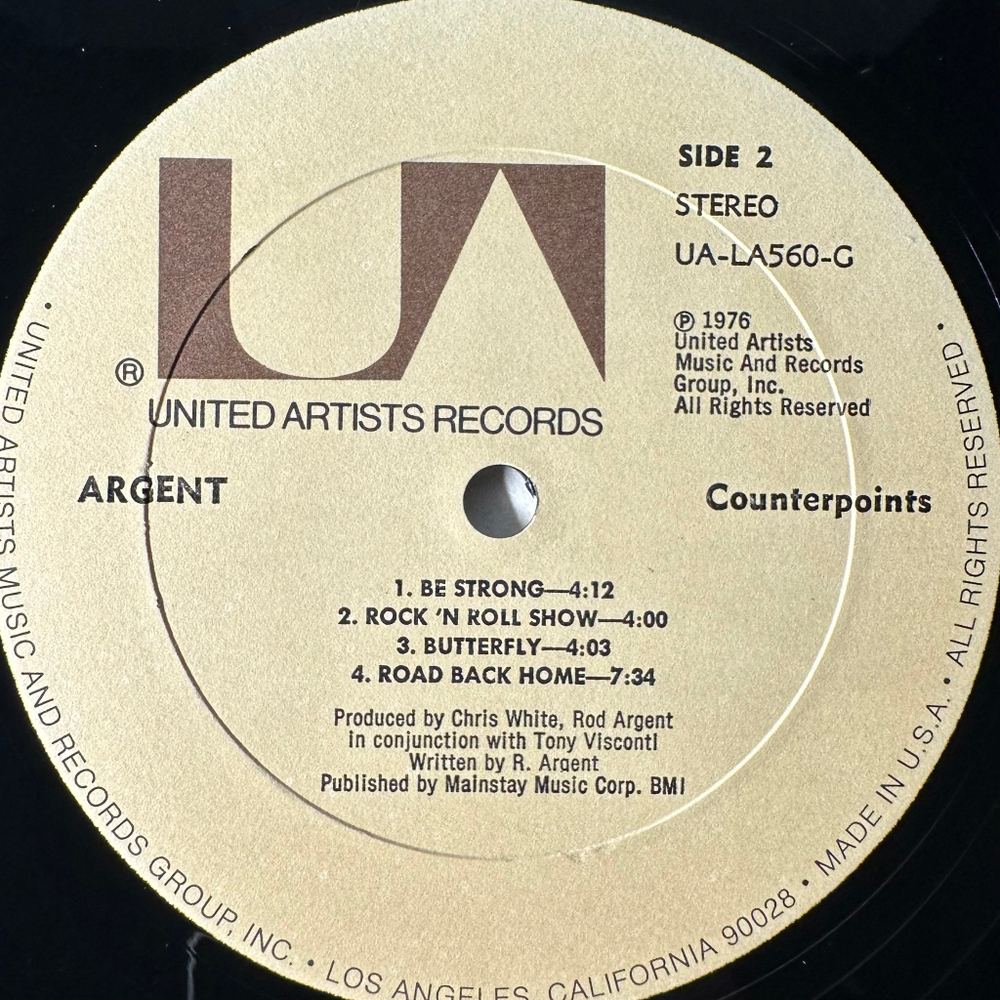 UA
SIDE 2
STEREO
UA-LA560-G
℗ 1976
United Artists
Music And Records
Group, Inc.
All Rights Reserved
®
UNITED ARTISTS RECORDS
ARGENT
Counterpoints
1. BE STRONG—4:12
2. ROCK 'N ROLL SHOW—4:00
3. BUTTERFLY—4:03
4. ROAD BACK HOME—7:34
Produced by Chris White, Rod Argent
in conjunction with Tony Visconti
Written by R. Argent
Published by Mainstay Music Corp. BMI
• UNITED ARTISTS MUSIC AND RECORDS GROUP, INC. • LOS ANGELES, CALIFORNIA 90028 • MADE IN U.S.A. • ALL RIGHTS RESERVED •